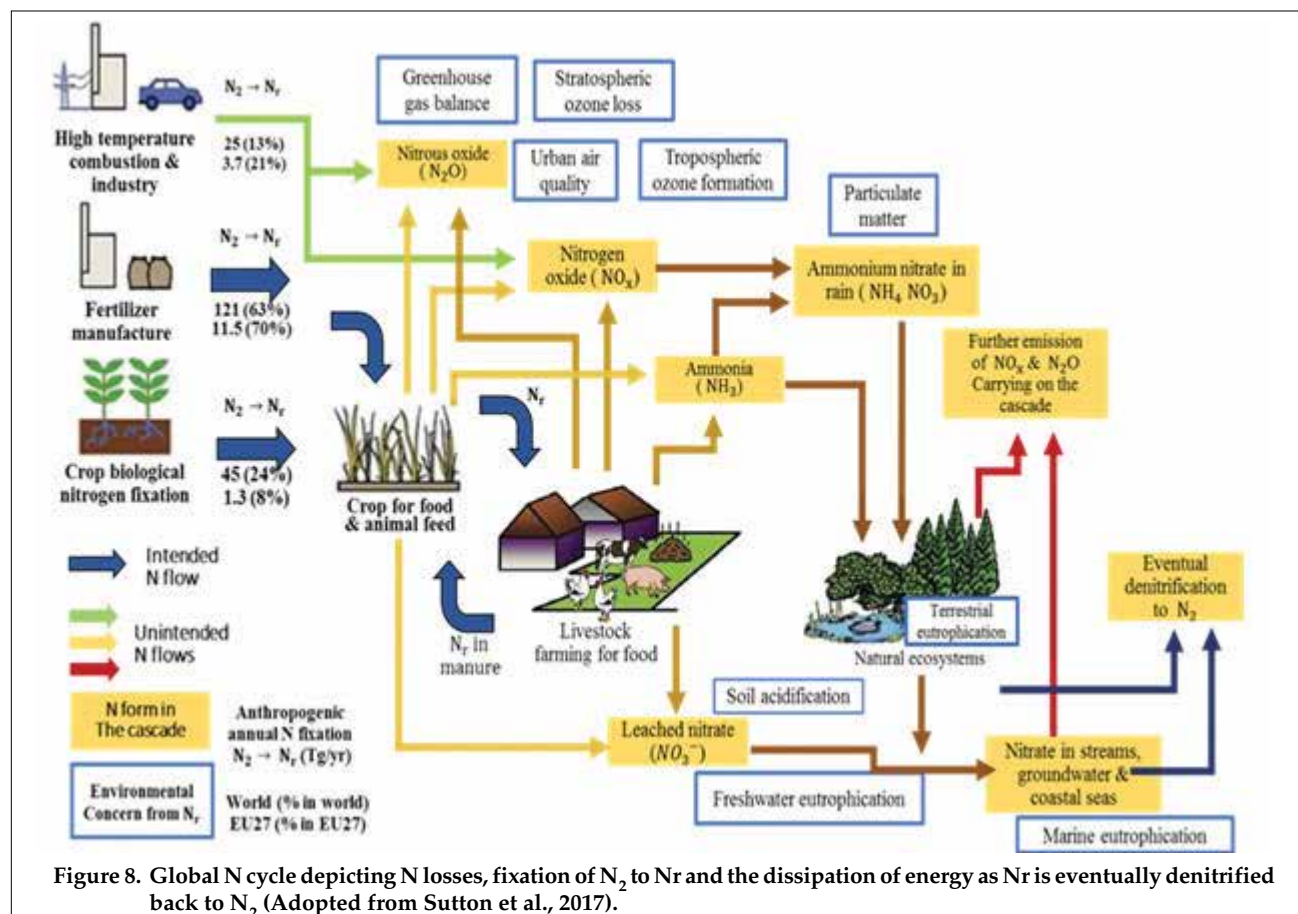 N₂ → Nᵣ
High temperature
combustion &
industry
25 (13%)
3.7 (21%)
N₂ → Nᵣ
Fertilizer
manufacture
121 (63%)
11.5 (70%)
N₂ → Nᵣ
Crop biological
nitrogen fixation
45 (24%)
1.3 (8%)
Greenhouse
gas balance
Stratospheric
ozone loss
Nitrous oxide
(N₂O)
Urban air
quality
Tropospheric
ozone formation
Particulate
matter
Nitrogen
oxide (NOₓ)
Ammonium nitrate in
rain (NH₄ NO₃)
Ammonia
(NH₃)
Further emission
of NOₓ & N₂O
Carrying on the
cascade
Nᵣ
Crop for food
& animal feed
Nᵣ in
manure
Livestock
farming for food
Terrestrial
eutrophication
Natural ecosystems
Eventual
denitrification
to N₂
Soil acidification
Leached nitrate
(NO₃⁻)
Freshwater eutrophication
Nitrate in streams,
groundwater &
coastal seas
Marine eutrophication
Intended
N flow
Unintended
N flows
N form in
The cascade
Environmental
Concern from Nᵣ
Anthropogenic
annual N fixation
N₂ → Nᵣ (Tg/yr)
World (% in world)
EU27 (% in EU27)
Figure 8. Global N cycle depicting N losses, fixation of N₂ to Nr and the dissipation of energy as Nr is eventually denitrified
back to N₂ (Adopted from Sutton et al., 2017).